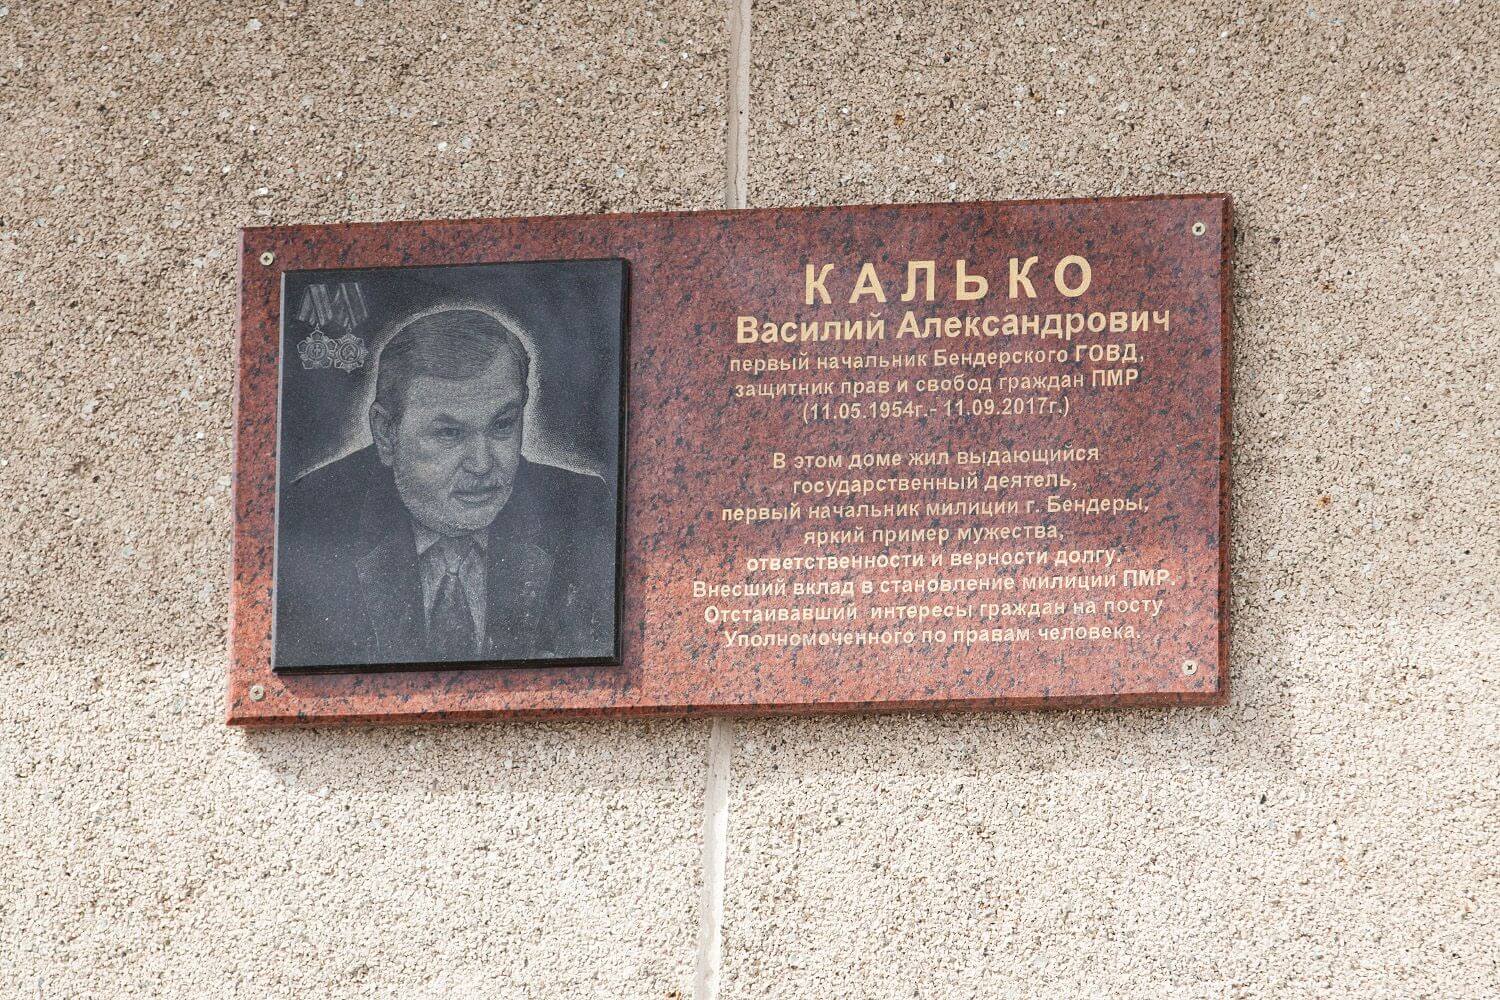 КАЛЬКО
Василий Александрович
первый начальник Бендерского ГОВД,
защитник прав и свобод граждан ПМР
(11.05.1954г.- 11.09.2017г.)
В этом доме жил выдающийся
государственный деятель,
первый начальник милиции г. Бендеры,
яркий пример мужества,
ответственности и верности долгу.
Внесший вклад в становление милиции ПМР.
Отстаивавший интересы граждан на посту
Уполномоченного по правам человека.